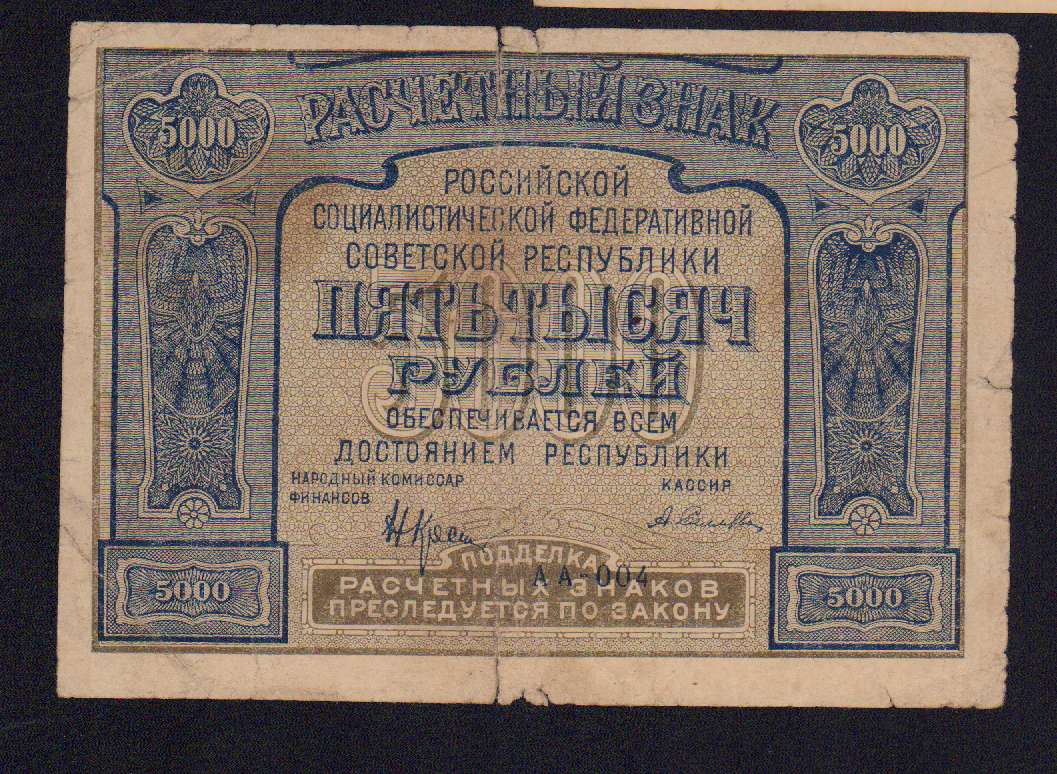 РАСЧЕТНЫЙ ЗНАК
5000
5000
РОССИЙСКОЙ
СОЦИАЛИСТИЧЕСКОЙ ФЕДЕРАТИВНОЙ
СОВЕТСКОЙ РЕСПУБЛИКИ
5000
ПЯТЬ ТЫСЯЧ
РУБЛЕЙ
ОБЕСПЕЧИВАЕТСЯ ВСЕМ
ДОСТОЯНИЕМ РЕСПУБЛИКИ
НАРОДНЫЙ КОМИССАР
ФИНАНСОВ
КАССИР
АА-004
ПОДДЕЛКА
РАСЧЕТНЫХ ЗНАКОВ
ПРЕСЛЕДУЕТСЯ ПО ЗАКОНУ
5000
5000